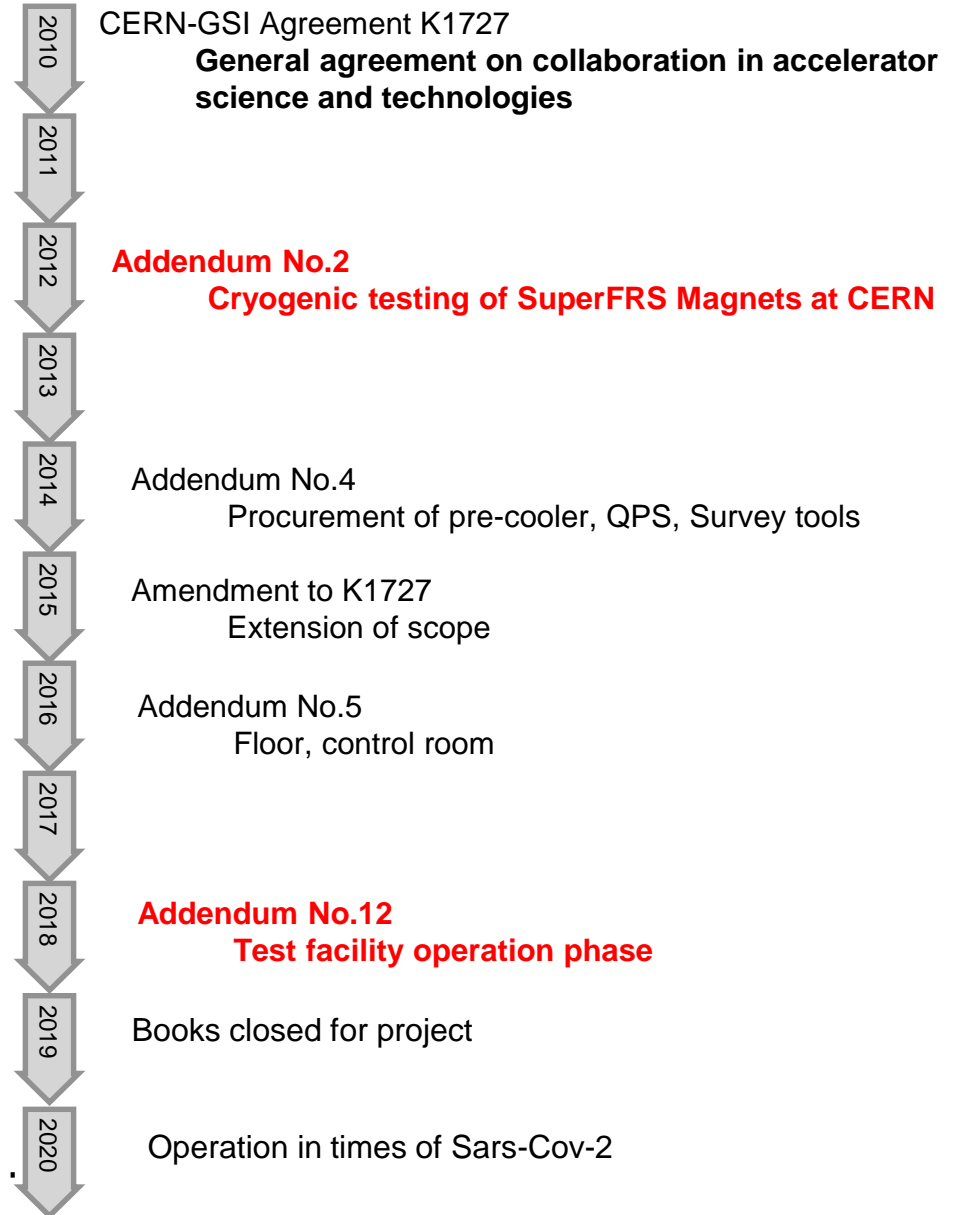 2010
CERN-GSI Agreement K1727
General agreement on collaboration in accelerator
science and technologies
2011
2012
Addendum No.2
Cryogenic testing of SuperFRS Magnets at CERN
2013
2014
Addendum No.4
Procurement of pre-cooler, QPS, Survey tools
2015
Amendment to K1727
Extension of scope
2016
Addendum No.5
Floor, control room
2017
2018
Addendum No.12
Test facility operation phase
2019
Books closed for project
2020
Operation in times of Sars-Cov-2
.